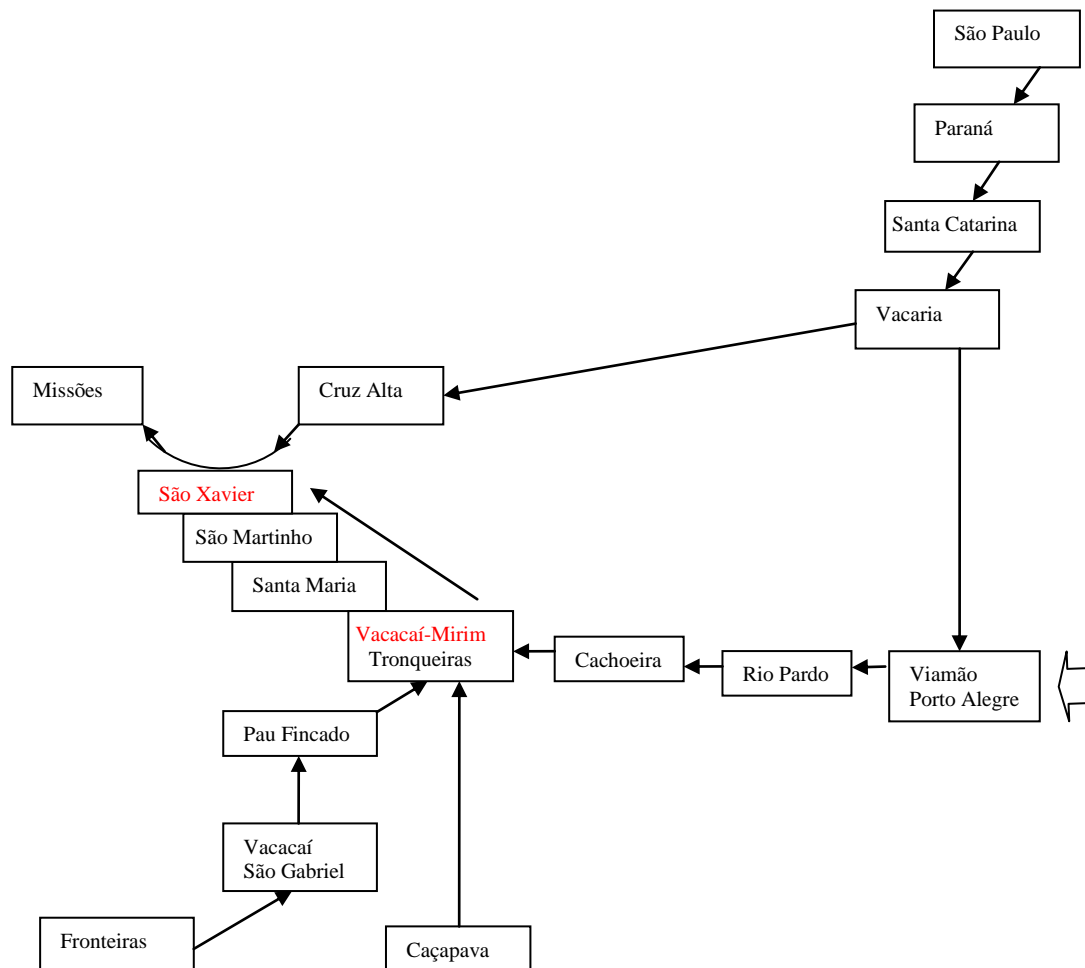 São Paulo
Paraná
Santa Catarina
Vacaria
Missões
Cruz Alta
São Xavier
São Martinho
Santa Maria
Vacacaí-Mirim
Tronqueiras
Cachoeira
Rio Pardo
Viamão
Porto Alegre
Pau Fincado
Vacacaí
São Gabriel
Fronteiras
Caçapava